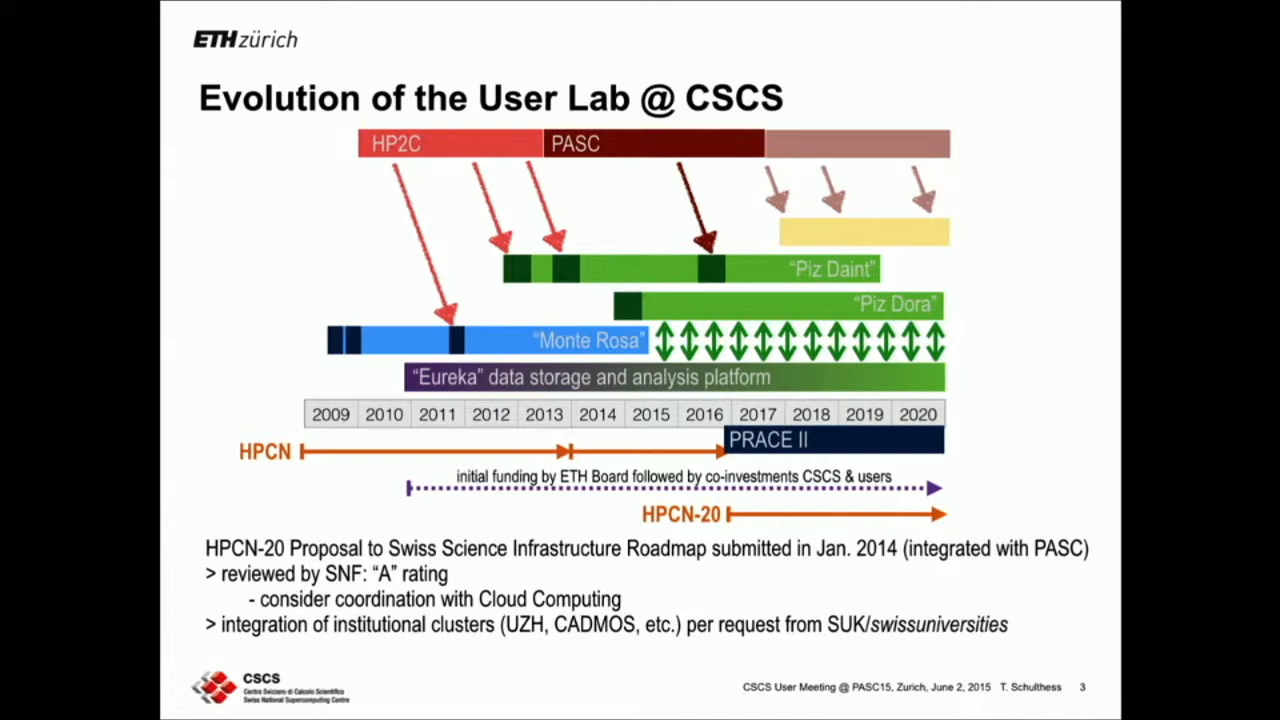 ETH zürich
Evolution of the User Lab @ CSCS
HP2C PASC
“Piz Daint”
“Piz Dora”
“Monte Rosa”
“Eureka” data storage and analysis platform
2009 2010 2011 2012 2013 2014 2015 2016 2017 2018 2019 2020
PRACE II
HPCN
initial funding by ETH Board followed by co-investments CSCS & users
HPCN-20
HPCN-20 Proposal to Swiss Science Infrastructure Roadmap submitted in Jan. 2014 (integrated with PASC)
> reviewed by SNF: “A” rating
- consider coordination with Cloud Computing
> integration of institutional clusters (UZH, CADMOS, etc.) per request from SUK/swissuniversities
CSCS
Centro Svizzero di Calcolo Scientifico
Swiss National Supercomputing Centre
CSCS User Meeting @ PASC15, Zurich, June 2, 2015 T. Schulthess 3